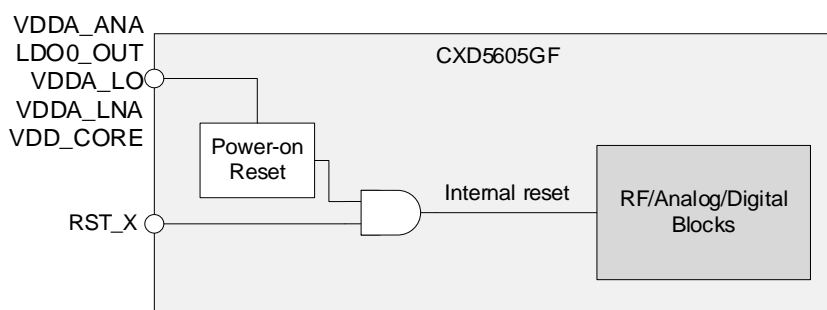 VDDA_ANA
LDO0_OUT
VDDA_LO
VDDA_LNA
VDD_CORE
RST_X
CXD5605GF
Power-on
Reset
Internal reset
RF/Analog/Digital
Blocks